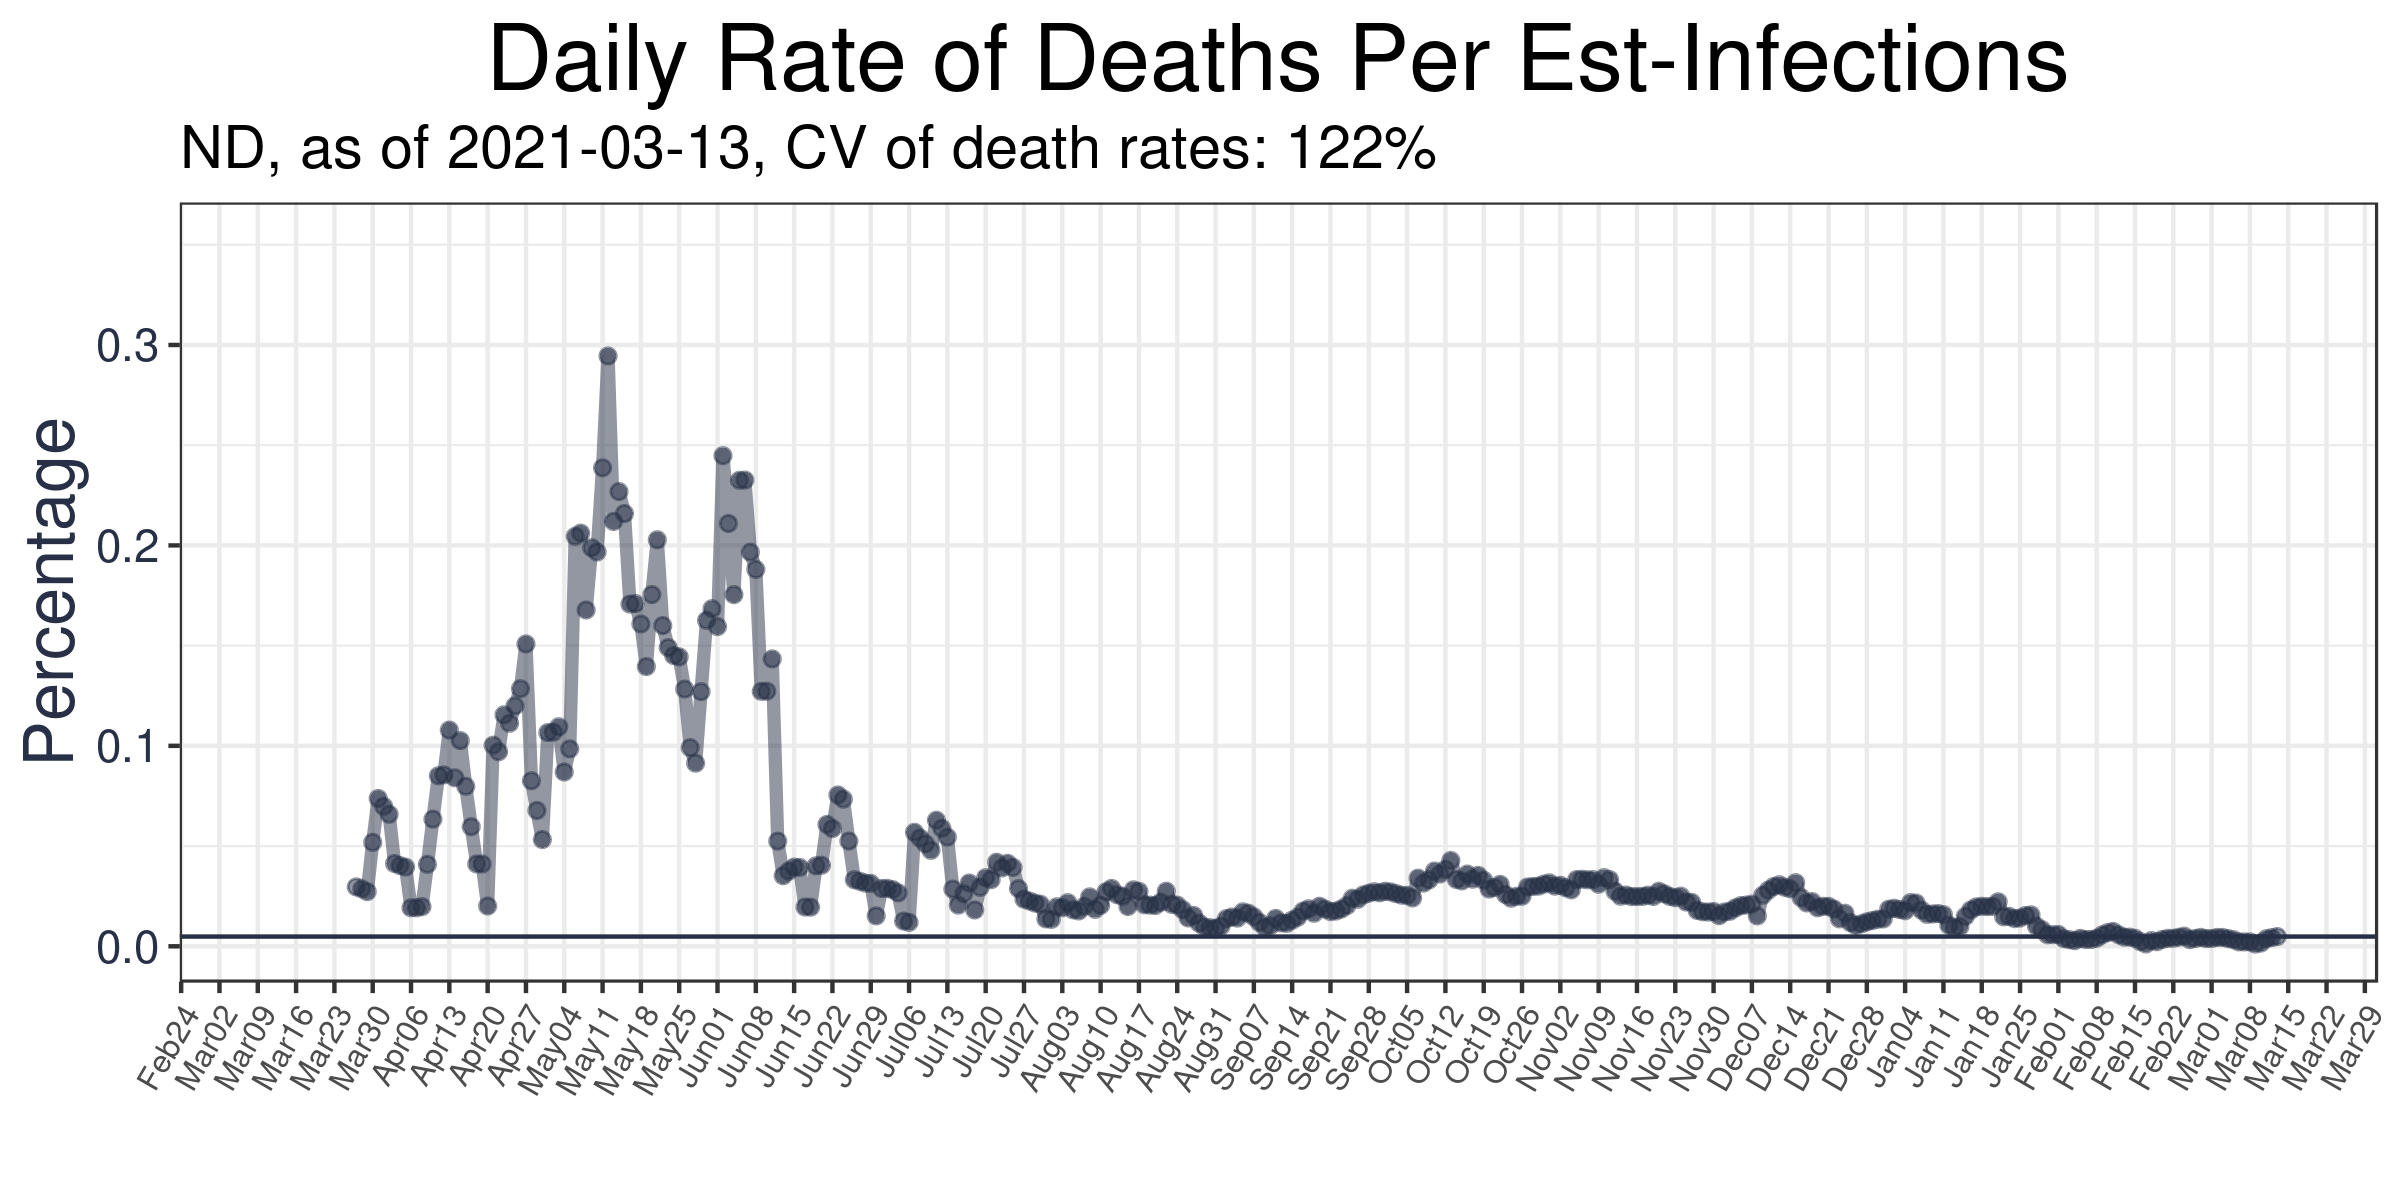 Daily Rate of Deaths Per Est-Infections
ND, as of 2021-03-13, CV of death rates: 122%
Percentage
0.3
0.2
0.1
0.0
Feb24
Mar02
Mar09
Mar16
Mar23
Mar30
Apr06
Apr13
Apr20
Apr27
May04
May11
May18
May25
Jun01
Jun08
Jun15
Jun22
Jun29
Jul06
Jul13
Jul20
Jul27
Aug03
Aug10
Aug17
Aug24
Aug31
Sep07
Sep14
Sep21
Sep28
Oct05
Oct12
Oct19
Oct26
Nov02
Nov09
Nov16
Nov23
Nov30
Dec07
Dec14
Dec21
Dec28
Jan04
Jan11
Jan18
Jan25
Feb01
Feb08
Feb15
Feb22
Mar01
Mar08
Mar15
Mar22
Mar29